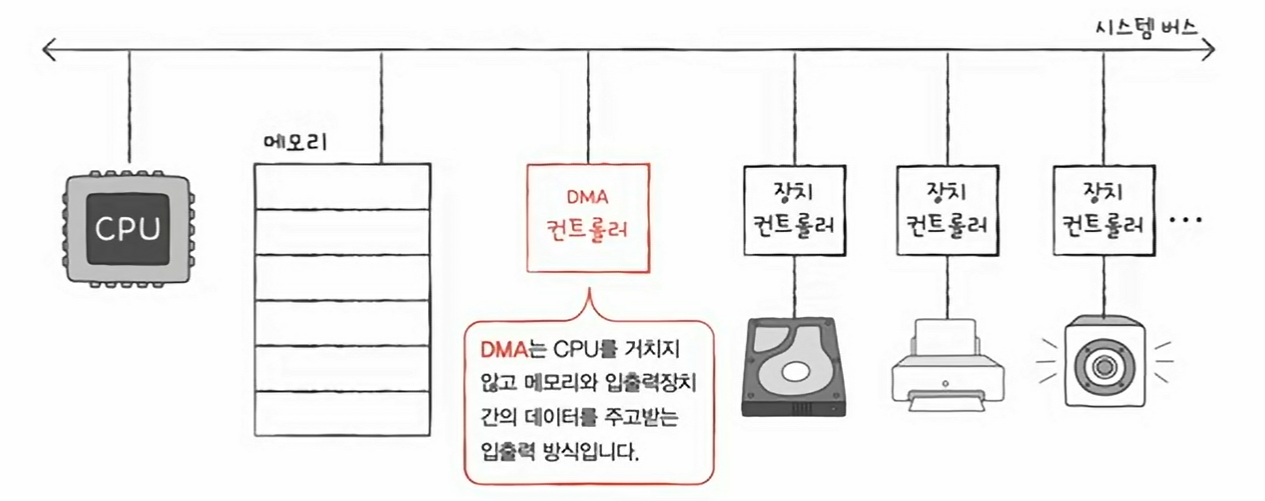 시스템 버스
메모리
CPU
DMA
컨트롤러
장치
컨트롤러
장치
컨트롤러
장치
컨트롤러
...
DMA는 CPU를 거치지
않고 메모리와 입출력장치
간의 데이터를 주고받는
입출력 방식입니다.